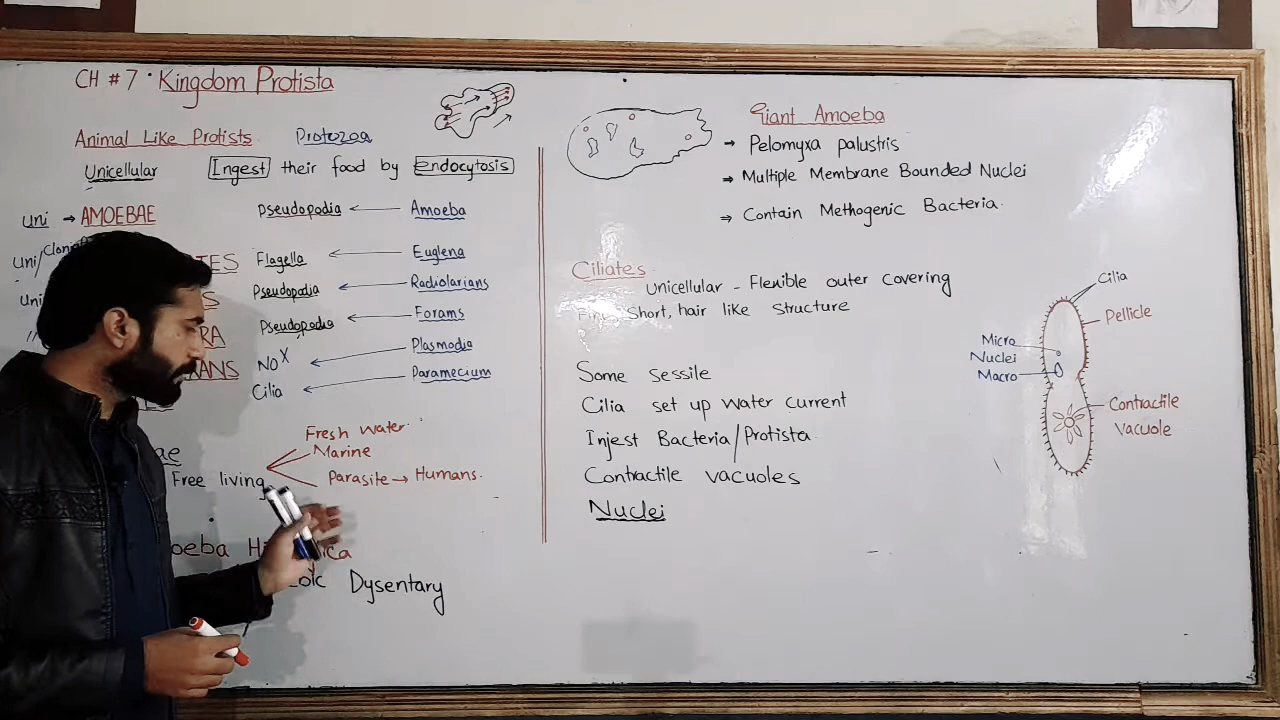 CH # 7 · Kingdom Protista
Animal Like Protists Protozoa
Unicellular Ingest their food by endocytosis
Uni → AMOEBAE Pseudopodia ← Amoeba
Uni/Cloni TES Flagella ← Euglena
Uni S Pseudopodia ← Radiolarians
RA Pseudopodia ← Forams
ANS NO X ← Plasmodia
Cilia ← Paramecium
Fresh water
ae Marine
Free living Parasite → Humans.
oeba Hi ica
Dysentary
Giant Amoeba
→ Pelomyxa palustris
⇒ Multiple Membrane Bounded Nuclei
⇒ Contain Methogenic Bacteria
Ciliates
Unicellular - Flexible outer covering
Fine Short, hair like structure
Some sessile
Cilia set up water current
Injest Bacteria/Protista
Contractile vacuoles
Nuclei
Cilia
Pellicle
Micro
Nuclei
Macro
Contractile
Vacuole